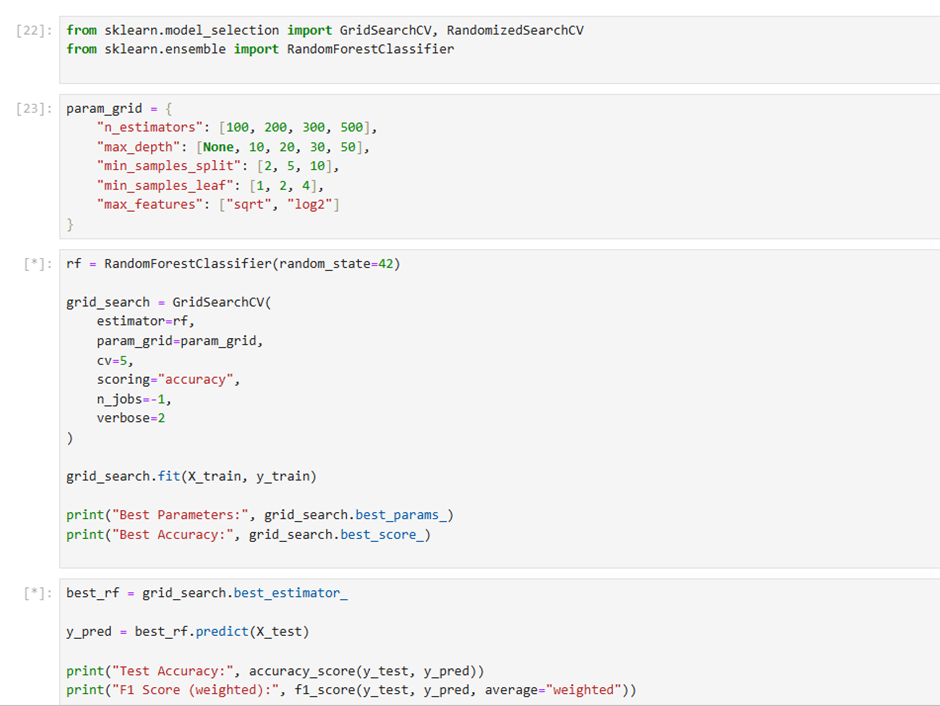 [22]: from sklearn.model_selection import GridSearchCV, RandomizedSearchCV
from sklearn.ensemble import RandomForestClassifier
[23]: param_grid = {
    "n_estimators": [100, 200, 300, 500],
    "max_depth": [None, 10, 20, 30, 50],
    "min_samples_split": [2, 5, 10],
    "min_samples_leaf": [1, 2, 4],
    "max_features": ["sqrt", "log2"]
}
[*]: rf = RandomForestClassifier(random_state=42)
grid_search = GridSearchCV(
    estimator=rf,
    param_grid=param_grid,
    cv=5,
    scoring="accuracy",
    n_jobs=-1,
    verbose=2
)
grid_search.fit(X_train, y_train)
print("Best Parameters:", grid_search.best_params_)
print("Best Accuracy:", grid_search.best_score_)
[*]: best_rf = grid_search.best_estimator_
y_pred = best_rf.predict(X_test)
print("Test Accuracy:", accuracy_score(y_test, y_pred))
print("F1 Score (weighted):", f1_score(y_test, y_pred, average="weighted"))